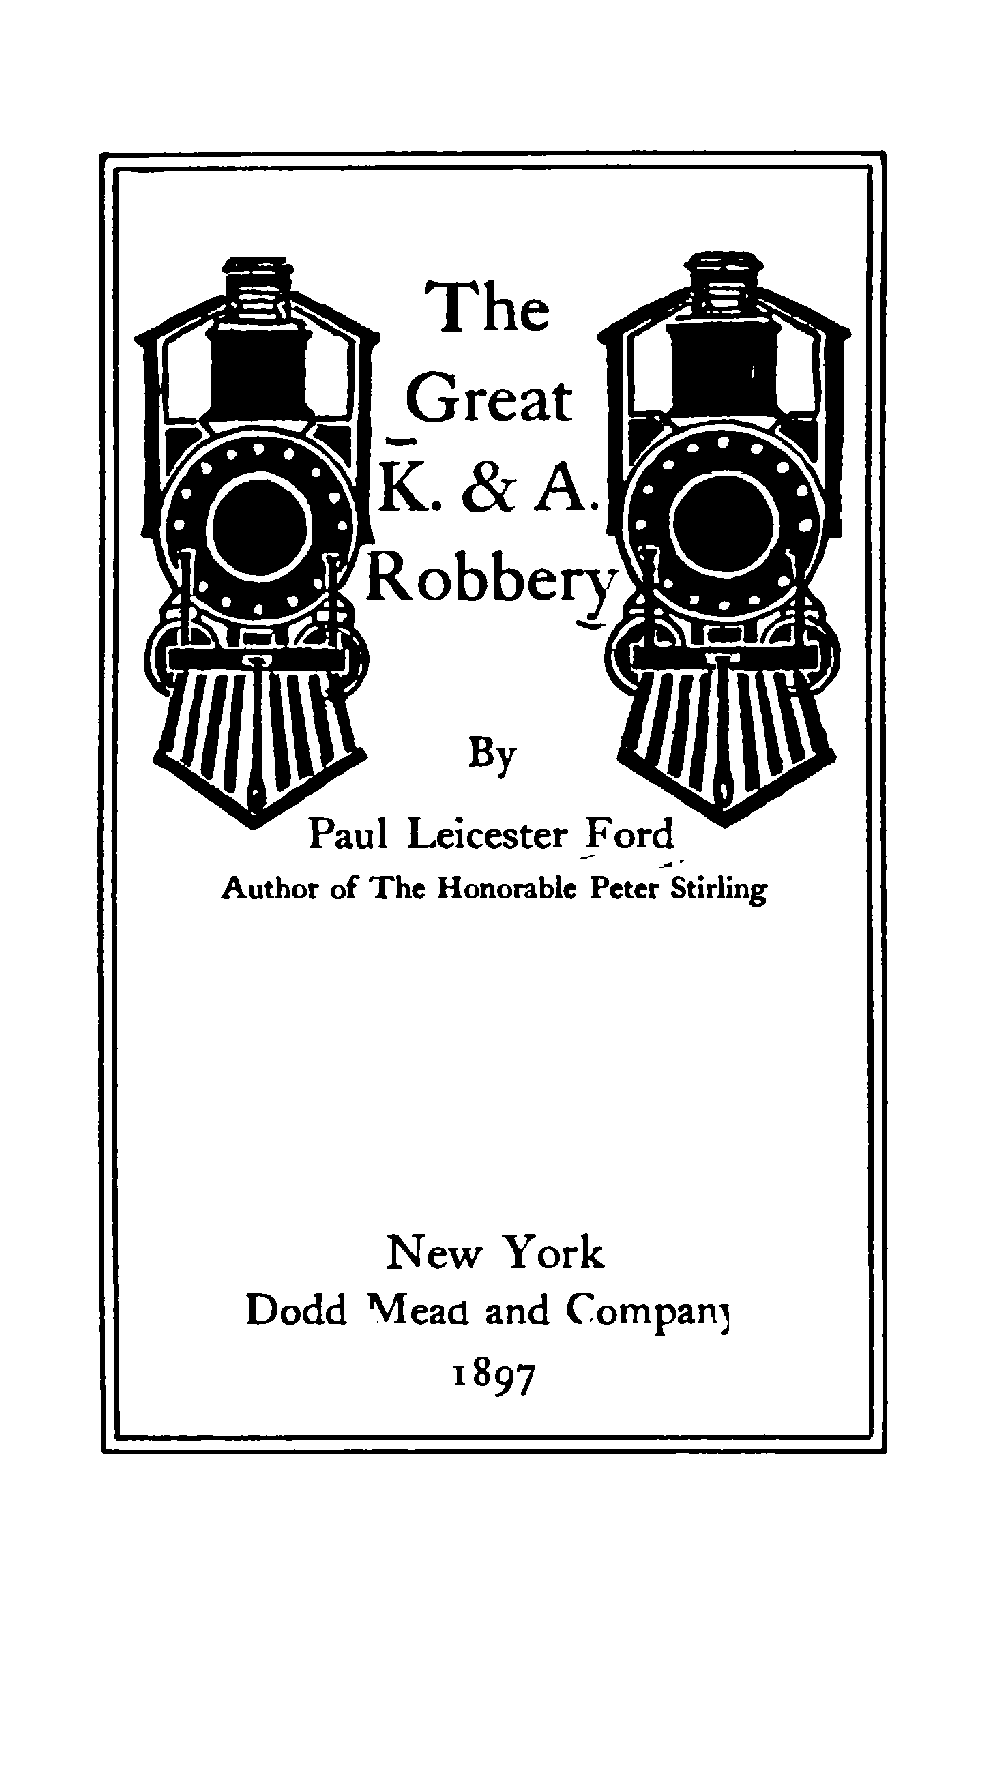 The
Great
K. & A.
Robbery
By
Paul Leicester Ford
Author of The Honorable Peter Stirling
New York
Dodd Mead and Company
1897